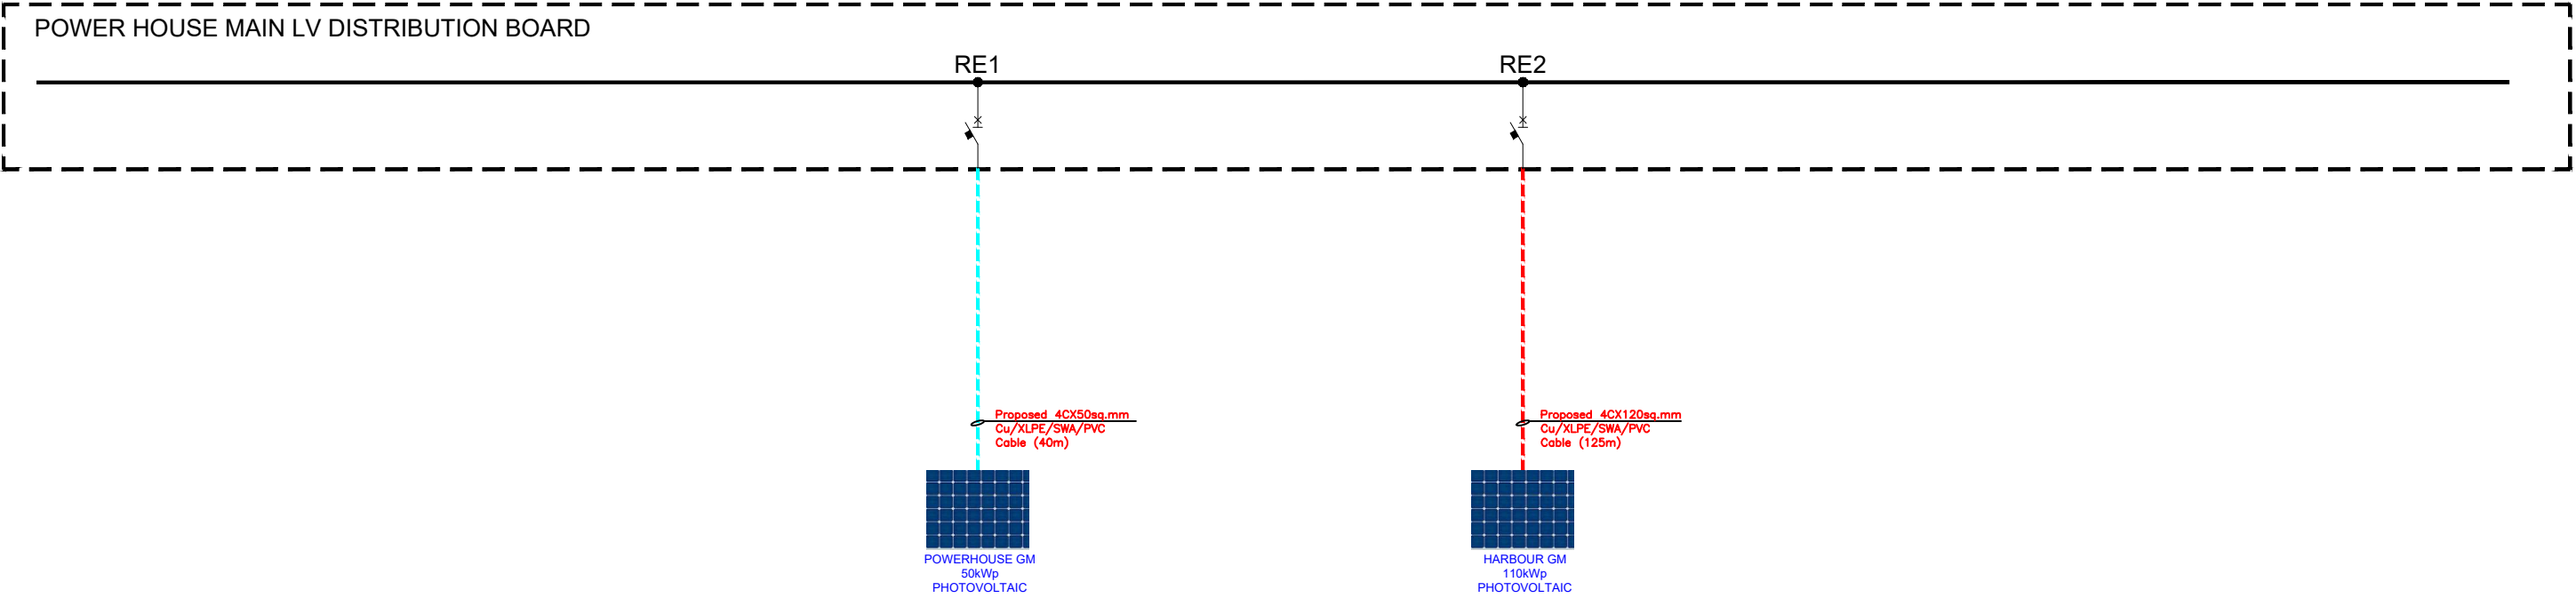 POWER HOUSE MAIN LV DISTRIBUTION BOARD
RE1
RE2
Proposed 4CX50sq.mm
Cu/XLPE/SWA/PVC
Cable (40m)
Proposed 4CX120sq.mm
Cu/XLPE/SWA/PVC
Cable (125m)
POWERHOUSE GM
50kWp
PHOTOVOLTAIC
HARBOUR GM
110kWp
PHOTOVOLTAIC